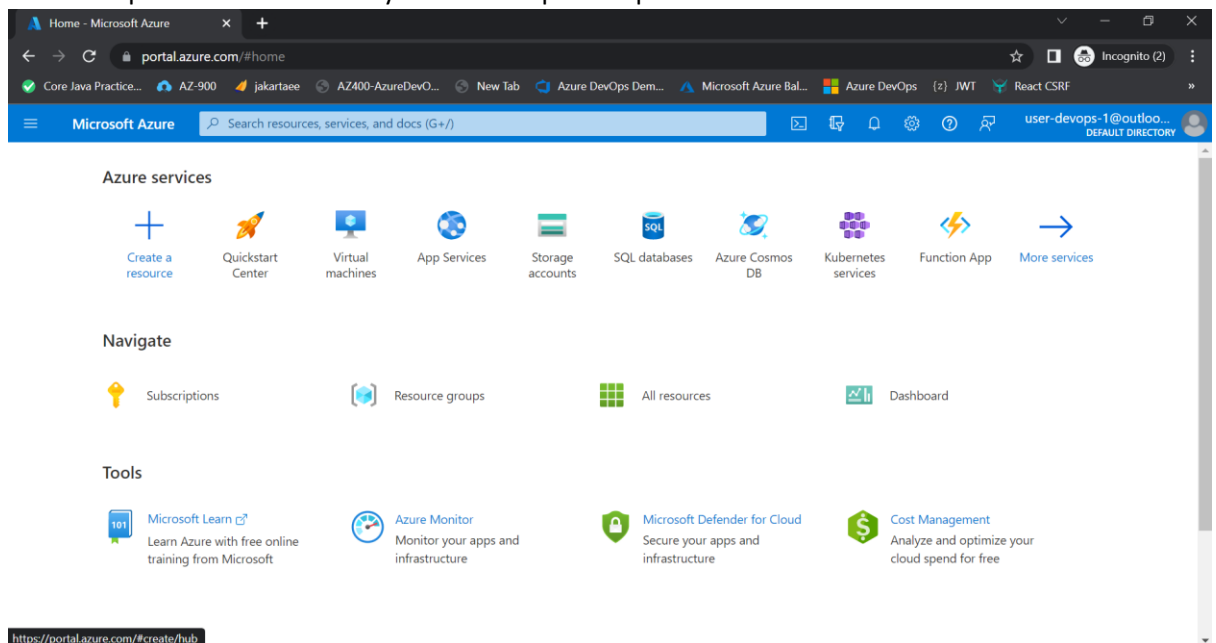 Home - Microsoft Azure
portal.azure.com/#home
Incognito (2)
Core Java Practice...
AZ-900
jakartaee
AZ400-AzureDevO...
New Tab
Azure DevOps Dem...
Microsoft Azure Bal...
Azure DevOps
{z} JWT
React CSRF
»
Microsoft Azure
Search resources, services, and docs (G+/)
user-devops-1@outloo...
DEFAULT DIRECTORY
Azure services
Create a
resource
Quickstart
Center
Virtual
machines
App Services
Storage
accounts
SQL
SQL databases
Azure Cosmos
DB
Kubernetes
services
Function App
More services
Navigate
Subscriptions
Resource groups
All resources
Dashboard
Tools
101
Microsoft Learn
Learn Azure with free online
training from Microsoft
Azure Monitor
Monitor your apps and
infrastructure
Microsoft Defender for Cloud
Secure your apps and
infrastructure
$
Cost Management
Analyze and optimize your
cloud spend for free
https://portal.azure.com/#create/hub